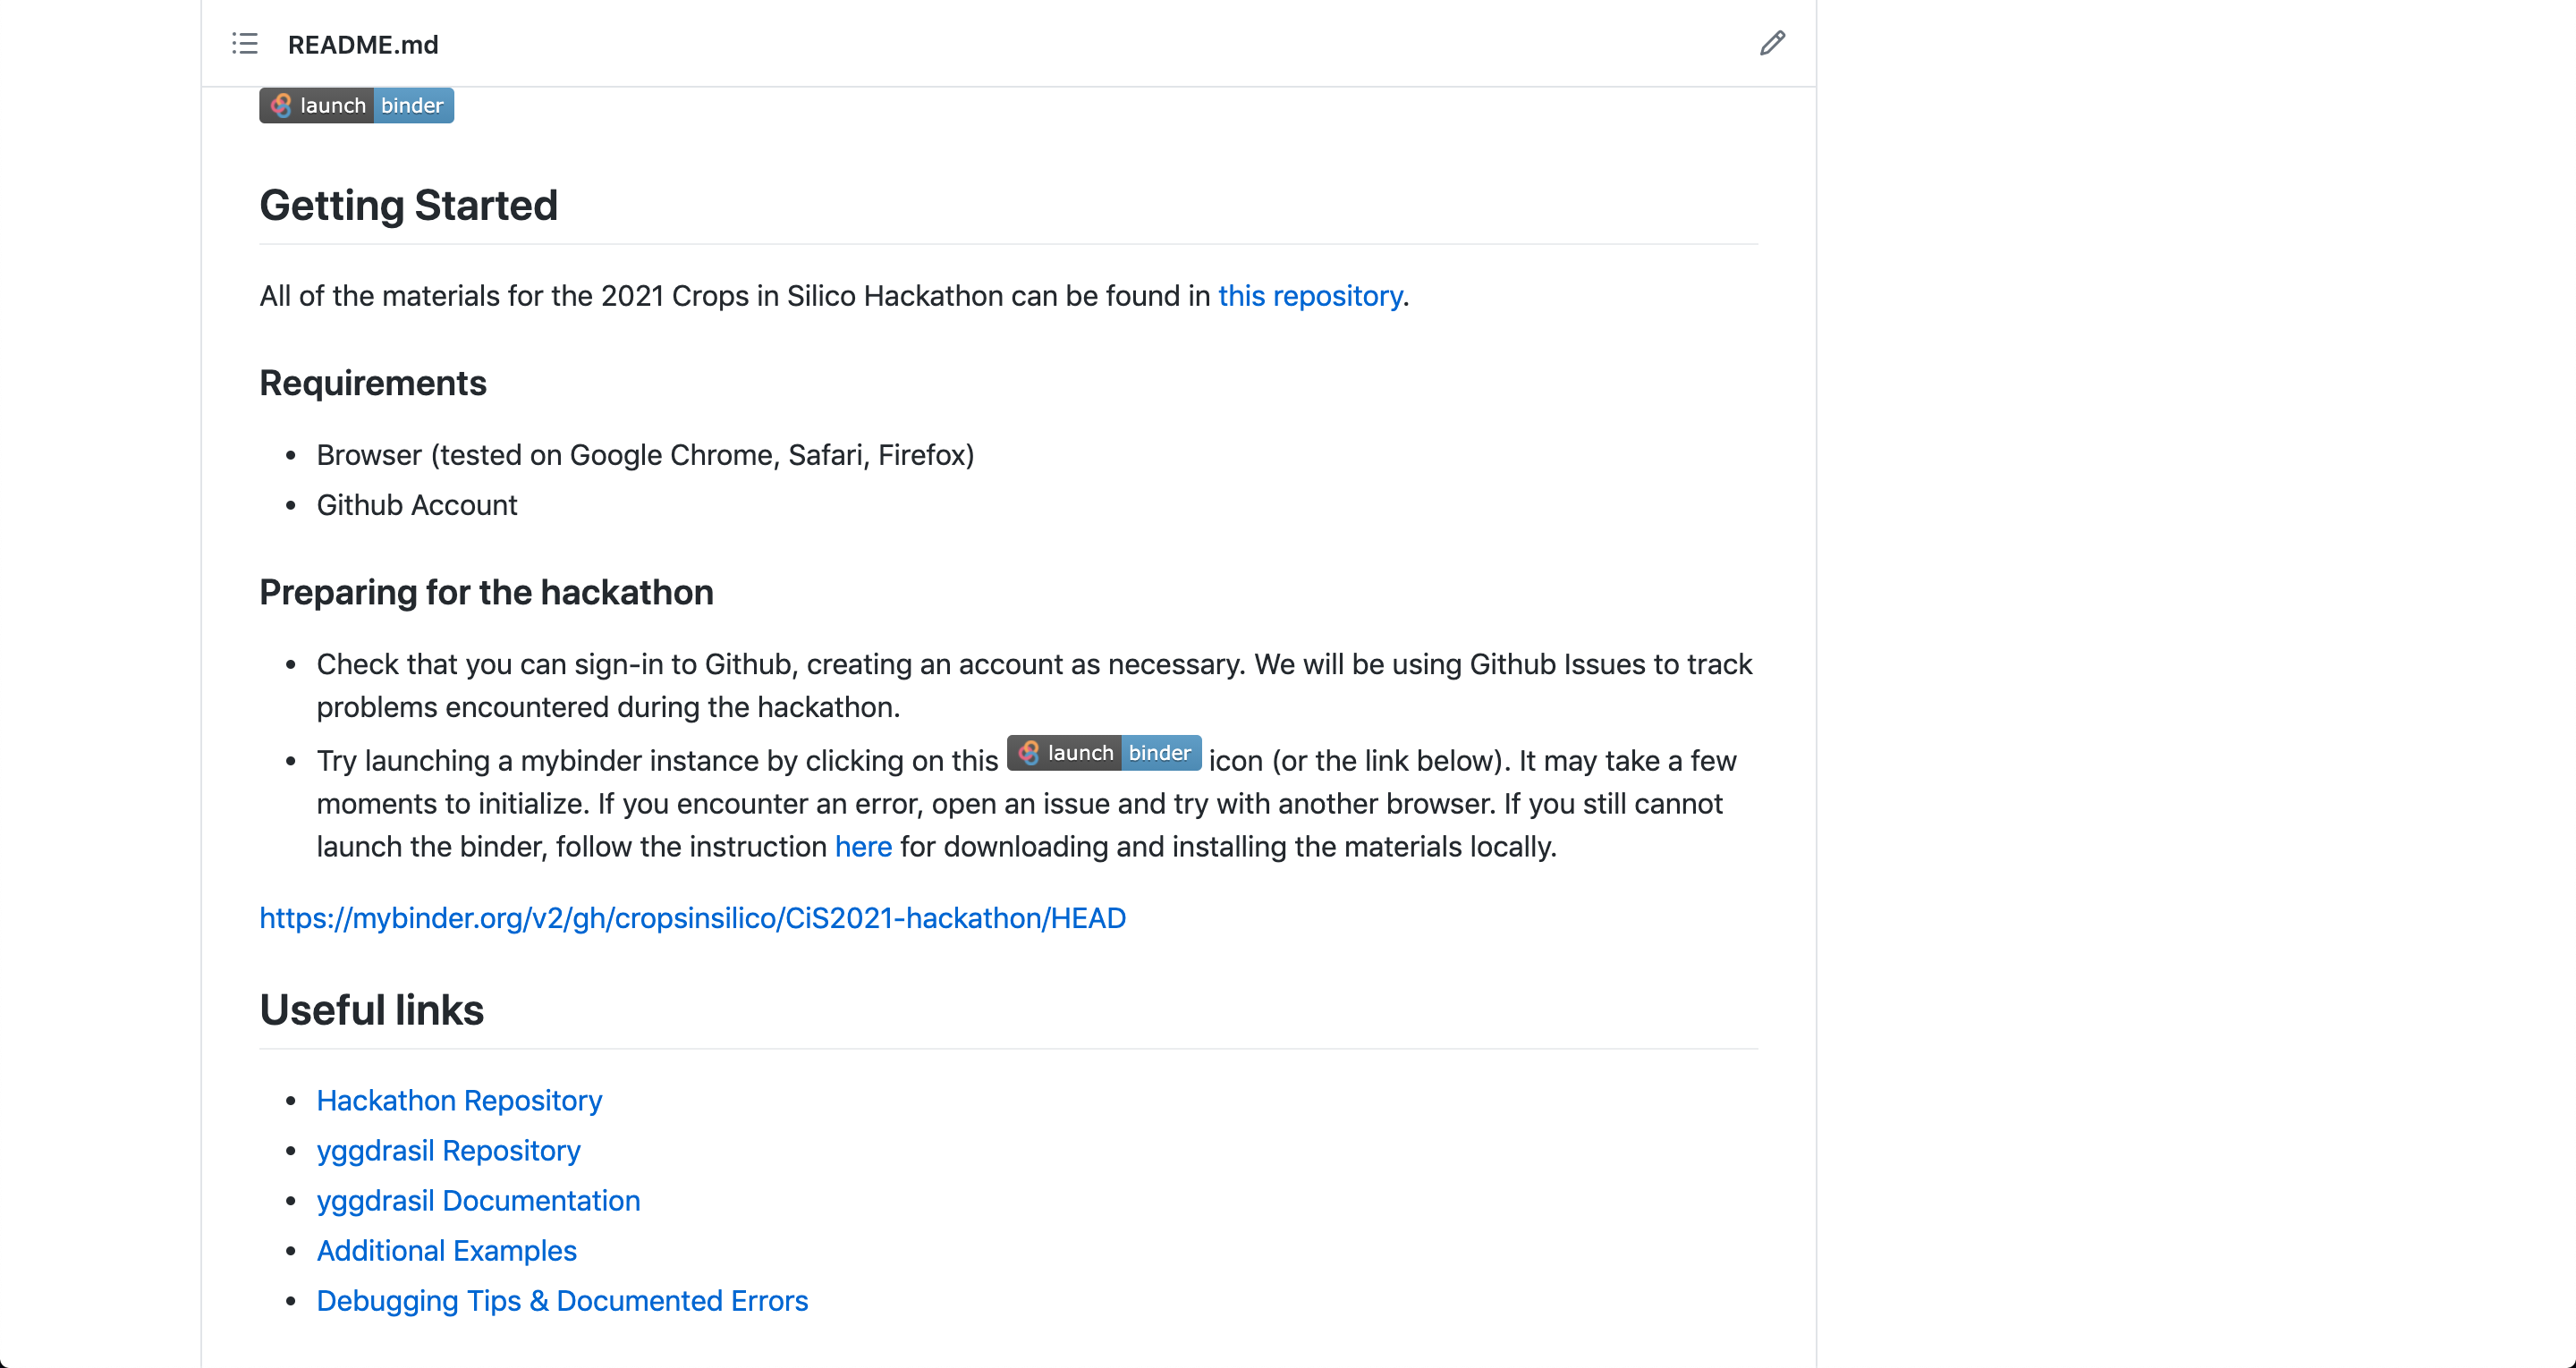 README.md
launch binder
Getting Started
All of the materials for the 2021 Crops in Silico Hackathon can be found in this repository.
Requirements
Browser (tested on Google Chrome, Safari, Firefox)
Github Account
Preparing for the hackathon
Check that you can sign-in to Github, creating an account as necessary. We will be using Github Issues to track
problems encountered during the hackathon.
Try launching a mybinder instance by clicking on this launch binder icon (or the link below). It may take a few
moments to initialize. If you encounter an error, open an issue and try with another browser. If you still cannot
launch the binder, follow the instruction here for downloading and installing the materials locally.
https://mybinder.org/v2/gh/cropsinsilico/CiS2021-hackathon/HEAD
Useful links
Hackathon Repository
yggdrasil Repository
yggdrasil Documentation
Additional Examples
Debugging Tips & Documented Errors